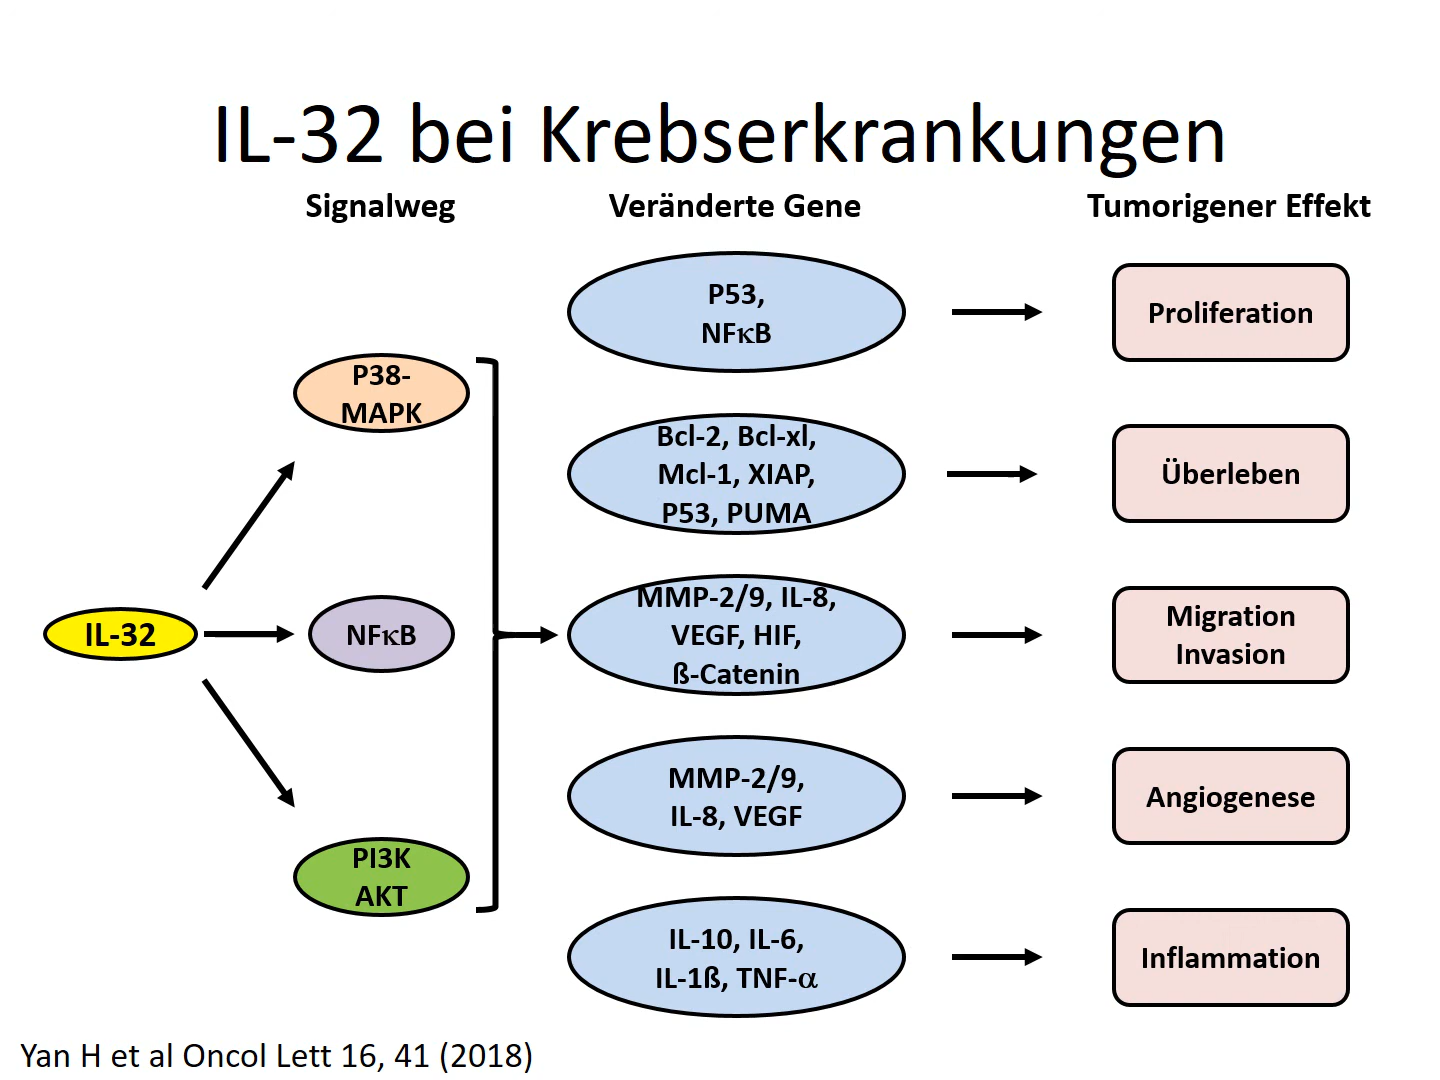 IL-32 bei Krebserkrankungen
Signalweg
Veränderte Gene
Tumorigener Effekt
IL-32
P38-
MAPK
NFκB
PI3K
AKT
P53,
NFκB
Proliferation
Bcl-2, Bcl-xl,
Mcl-1, XIAP,
P53, PUMA
Überleben
MMP-2/9, IL-8,
VEGF, HIF,
ß-Catenin
Migration
Invasion
MMP-2/9,
IL-8, VEGF
Angiogenese
IL-10, IL-6,
IL-1ß, TNF-α
Inflammation
Yan H et al Oncol Lett 16, 41 (2018)